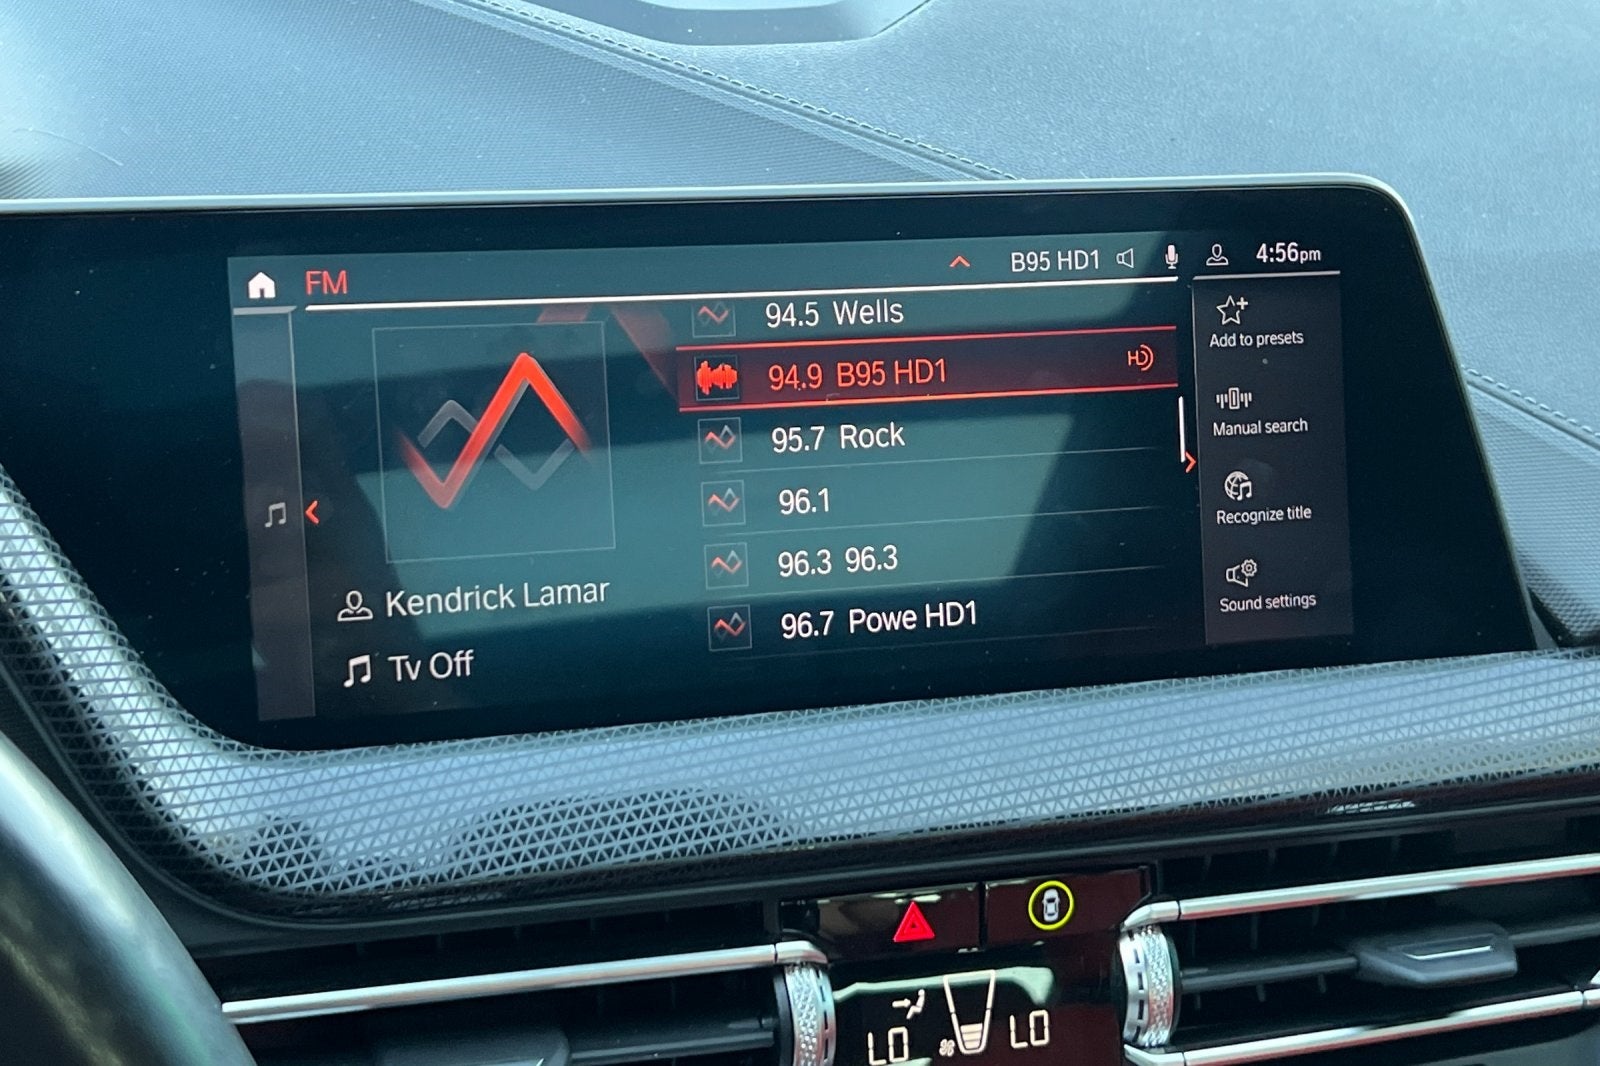 FM
B95 HD1
4:56pm
94.5 Wells
94.9 B95 HD1
HD
95.7 Rock
96.1
96.3 96.3
96.7 Powe HD1
Kendrick Lamar
Tv Off
Add to presets
Manual search
Recognize title
Sound settings
LO LO